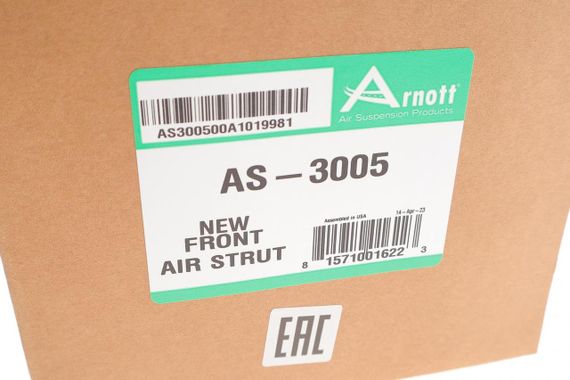 Arnott®
Air Suspension Products
AS300500A1019981
AS – 3005
NEW
FRONT
AIR STRUT
Assembled in USA
14-Apr-23
8 1571001622 3
EAC